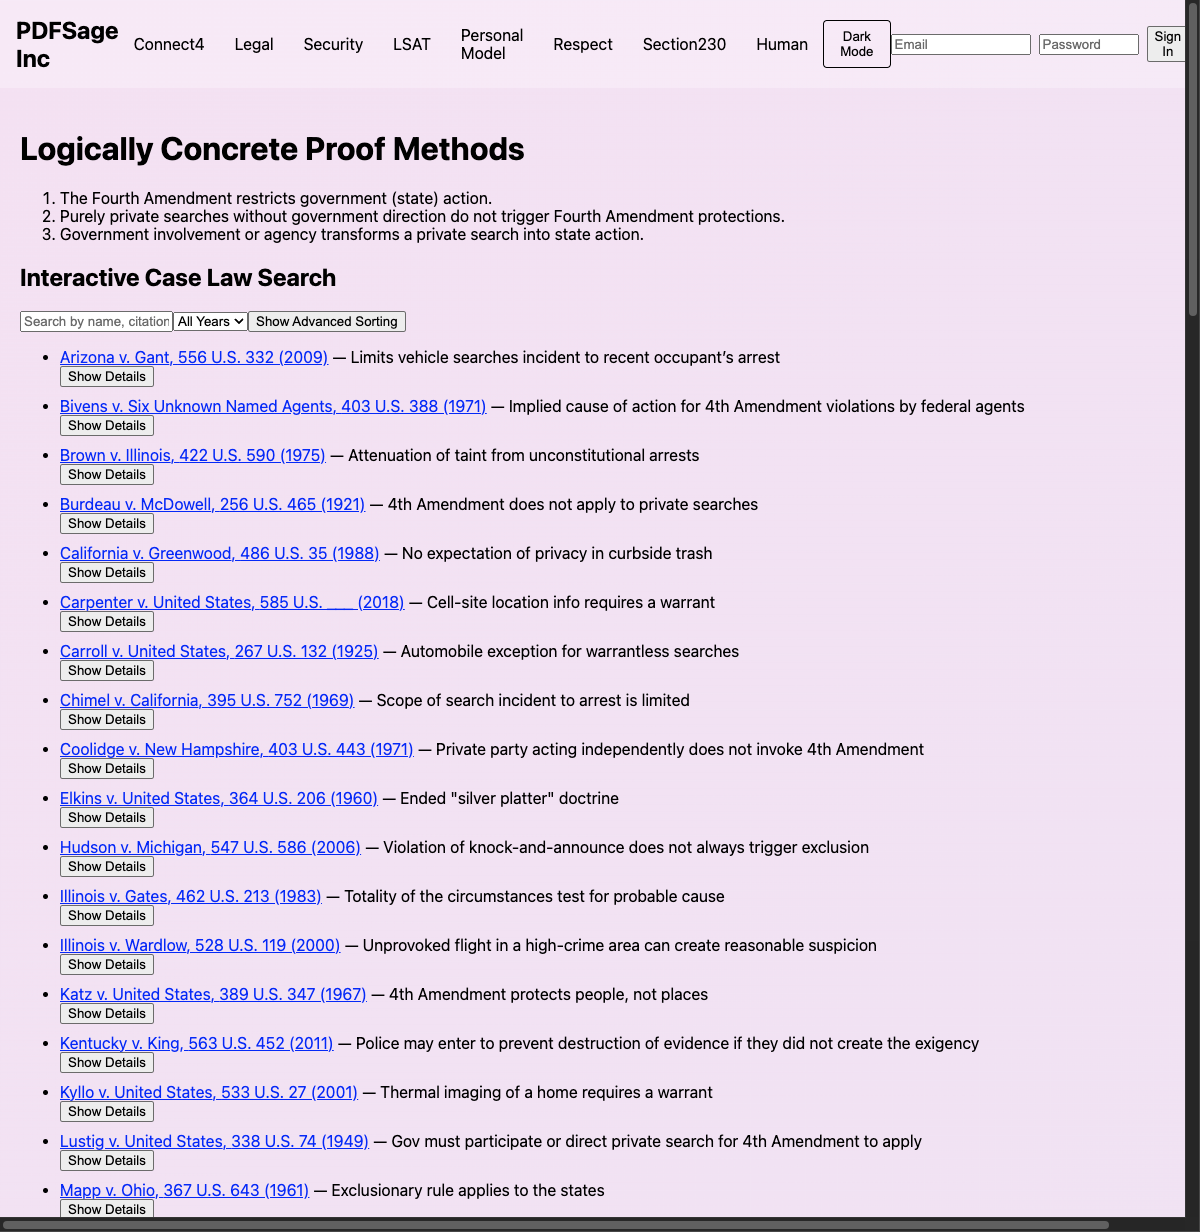 PDFSage Inc
Connect4
Legal
Security
LSAT
Personal Model
Respect
Section230
Human
Dark Mode
Email
Password
Sign In
Logically Concrete Proof Methods
1. The Fourth Amendment restricts government (state) action.
2. Purely private searches without government direction do not trigger Fourth Amendment protections.
3. Government involvement or agency transforms a private search into state action.
Interactive Case Law Search
Search by name, citation
All Years
Show Advanced Sorting
• Arizona v. Gant, 556 U.S. 332 (2009) — Limits vehicle searches incident to recent occupant’s arrest
Show Details
• Bivens v. Six Unknown Named Agents, 403 U.S. 388 (1971) — Implied cause of action for 4th Amendment violations by federal agents
Show Details
• Brown v. Illinois, 422 U.S. 590 (1975) — Attenuation of taint from unconstitutional arrests
Show Details
• Burdeau v. McDowell, 256 U.S. 465 (1921) — 4th Amendment does not apply to private searches
Show Details
• California v. Greenwood, 486 U.S. 35 (1988) — No expectation of privacy in curbside trash
Show Details
• Carpenter v. United States, 585 U.S. ___ (2018) — Cell-site location info requires a warrant
Show Details
• Carroll v. United States, 267 U.S. 132 (1925) — Automobile exception for warrantless searches
Show Details
• Chimel v. California, 395 U.S. 752 (1969) — Scope of search incident to arrest is limited
Show Details
• Coolidge v. New Hampshire, 403 U.S. 443 (1971) — Private party acting independently does not invoke 4th Amendment
Show Details
• Elkins v. United States, 364 U.S. 206 (1960) — Ended "silver platter" doctrine
Show Details
• Hudson v. Michigan, 547 U.S. 586 (2006) — Violation of knock-and-announce does not always trigger exclusion
Show Details
• Illinois v. Gates, 462 U.S. 213 (1983) — Totality of the circumstances test for probable cause
Show Details
• Illinois v. Wardlow, 528 U.S. 119 (2000) — Unprovoked flight in a high-crime area can create reasonable suspicion
Show Details
• Katz v. United States, 389 U.S. 347 (1967) — 4th Amendment protects people, not places
Show Details
• Kentucky v. King, 563 U.S. 452 (2011) — Police may enter to prevent destruction of evidence if they did not create the exigency
Show Details
• Kyllo v. United States, 533 U.S. 27 (2001) — Thermal imaging of a home requires a warrant
Show Details
• Lustig v. United States, 338 U.S. 74 (1949) — Gov must participate or direct private search for 4th Amendment to apply
Show Details
• Mapp v. Ohio, 367 U.S. 643 (1961) — Exclusionary rule applies to the states
Show Details